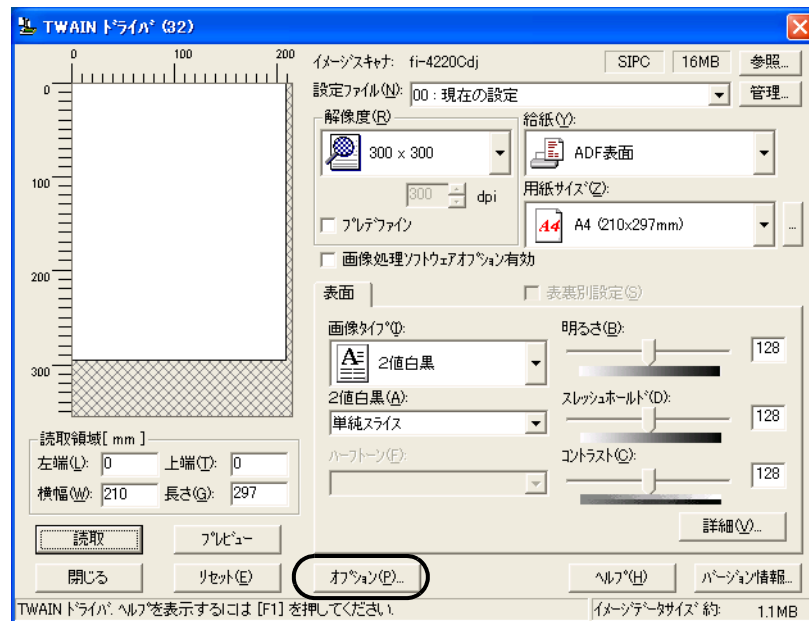 TWAIN ﾄﾞﾗｲﾊﾞ (32)
0 100 200
0
100
200
300
ｲﾒｰｼﾞｽｷｬﾅ: fi-4220Cdj SIPC 16MB 参照...
設定ﾌｧｲﾙ(N): 00 : 現在の設定 管理...
解像度(R)
300 × 300
300 dpi
ﾌﾟﾚﾃﾞﾌｧｲﾝ
給紙(Y):
ADF表面
用紙ｻｲｽﾞ(Z):
A4 A4 (210x297mm) ...
画像処理ｿﾌﾄｳｪｱｵﾌﾟｼｮﾝ有効
表面 表裏別設定(S)
画像ﾀｲﾌﾟ(I):
A 2値白黒
2値白黒(A):
単純ｽﾗｲｽ
ﾊｰﾌﾄｰﾝ(F):
明るさ(B):
128
ｽﾚｯｼｭﾎｰﾙﾄﾞ(D):
128
ｺﾝﾄﾗｽﾄ(C):
128
詳細(V)...
読取領域[ mm ]
左端(L): 0 上端(T): 0
横幅(W): 210 長さ(G): 297
読取 ﾌﾟﾚﾋﾞｭｰ
閉じる ﾘｾｯﾄ(E) ｵﾌﾟｼｮﾝ(P)... ﾍﾙﾌﾟ(H) ﾊﾞｰｼﾞｮﾝ情報...
TWAIN ﾄﾞﾗｲﾊﾞ. ﾍﾙﾌﾟを表示するには [F1] を押してください. ｲﾒｰｼﾞﾃﾞｰﾀｻｲｽﾞ 約: 1.1MB